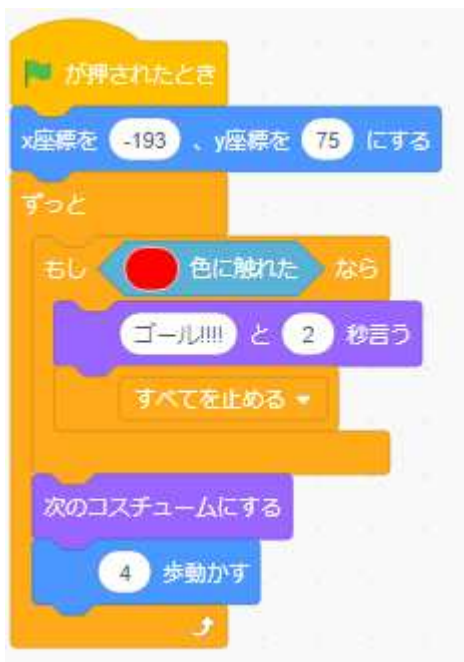 が押されたとき
x座標を -193 、y座標を 75 にする
ずっと
もし 色に触れた なら
ゴール!!!! と 2 秒言う
すべてを止める
次のコスチュームにする
4 歩動かす